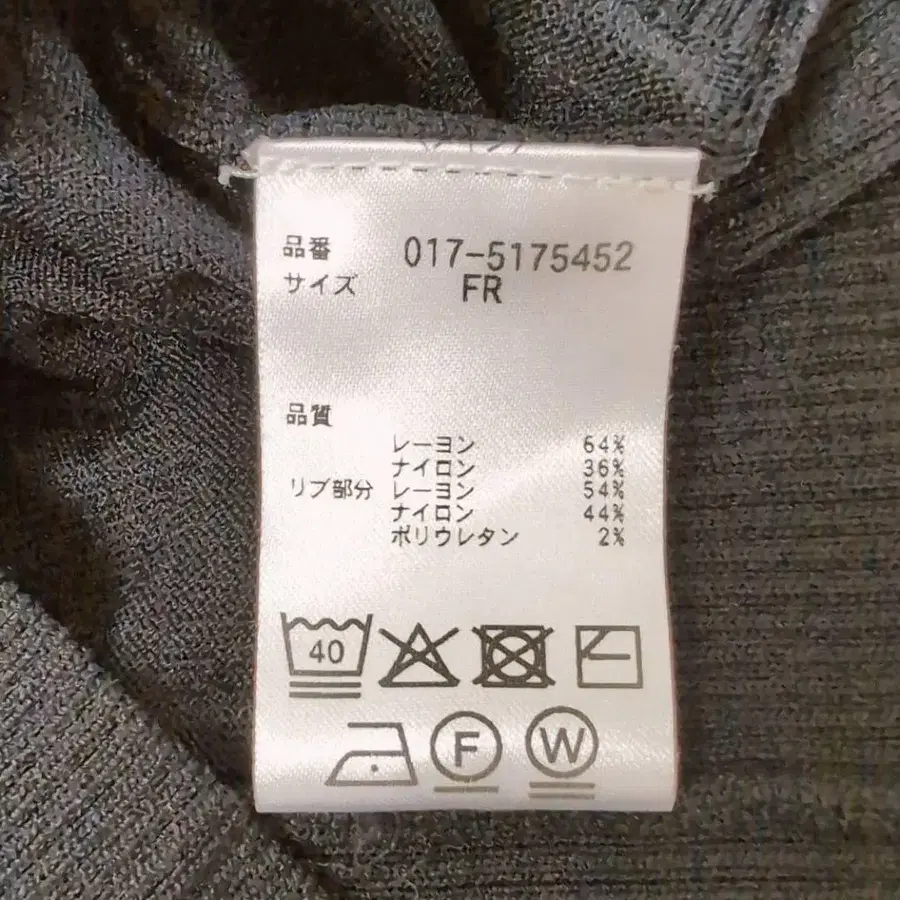 品番 017-5175452
サイズ FR
品質
レーヨン 64%
ナイロン 36%
リブ部分 レーヨン 54%
ナイロン 44%
ポリウレタン 2%
40
F W